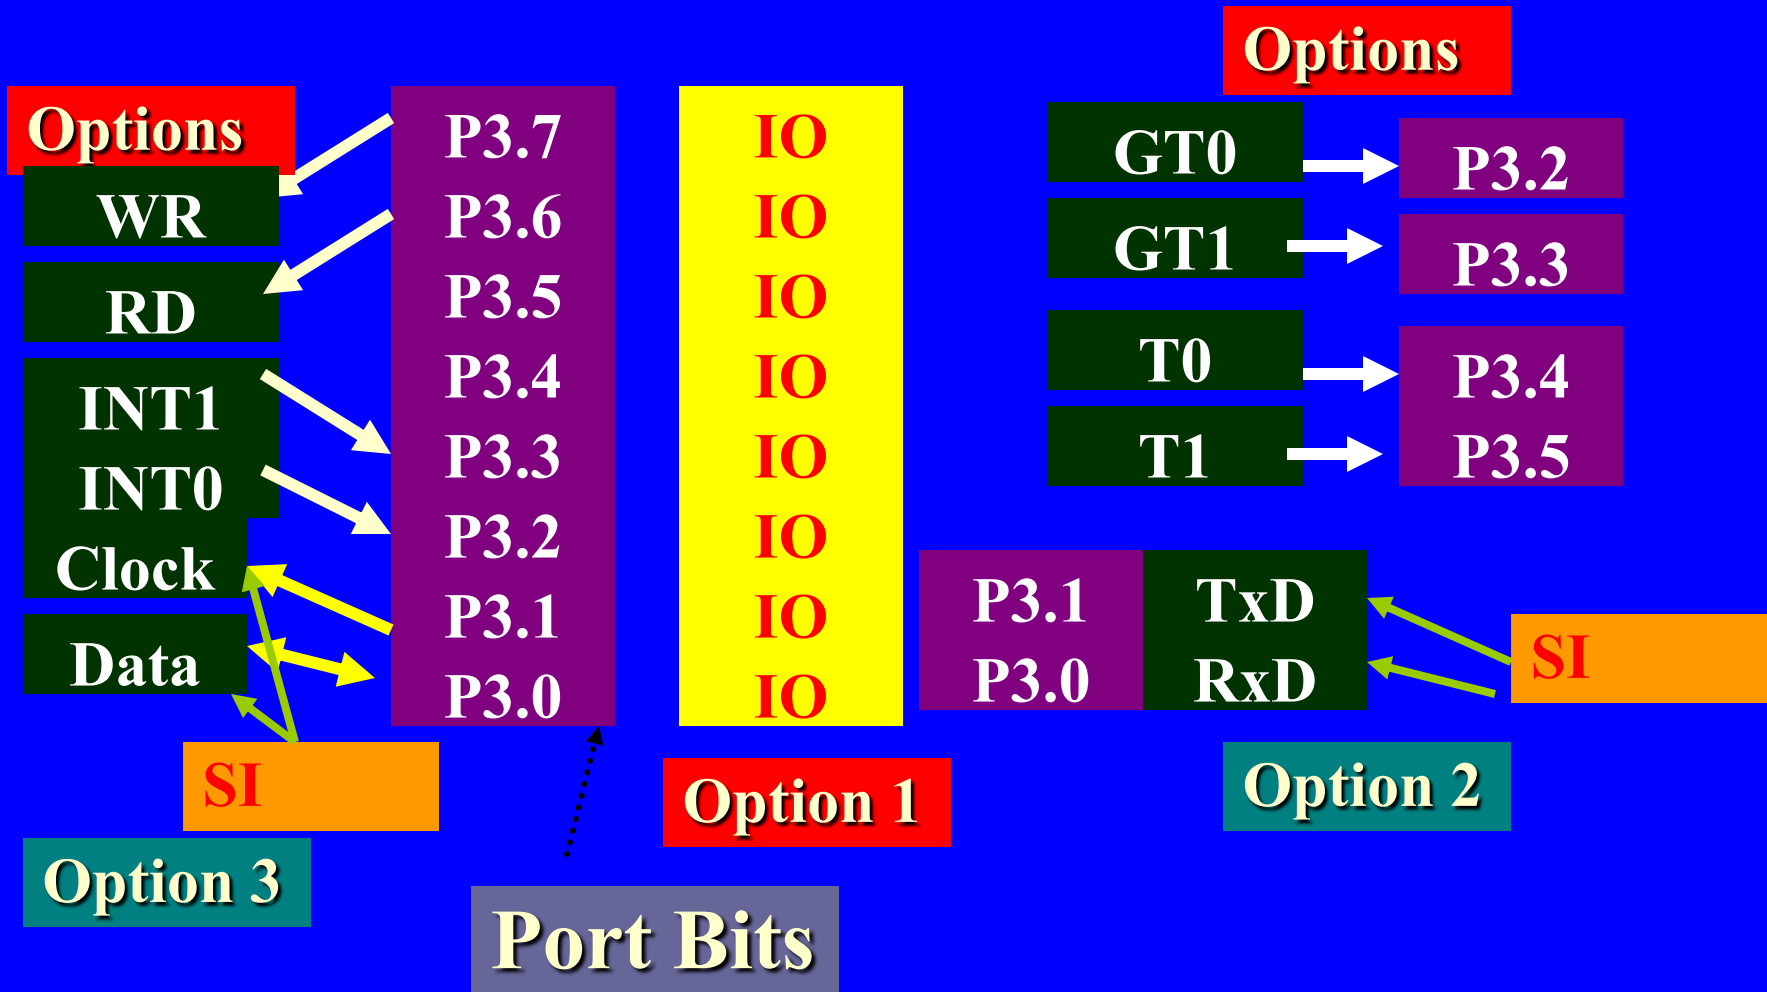 Options
WR
RD
INT1
INT0
Clock
Data
SI
Option 3
P3.7
P3.6
P3.5
P3.4
P3.3
P3.2
P3.1
P3.0
Port Bits
IO
IO
IO
IO
IO
IO
IO
IO
Option 1
Options
GT0
P3.2
GT1
P3.3
T0
P3.4
T1
P3.5
P3.1 TxD
P3.0 RxD
SI
Option 2